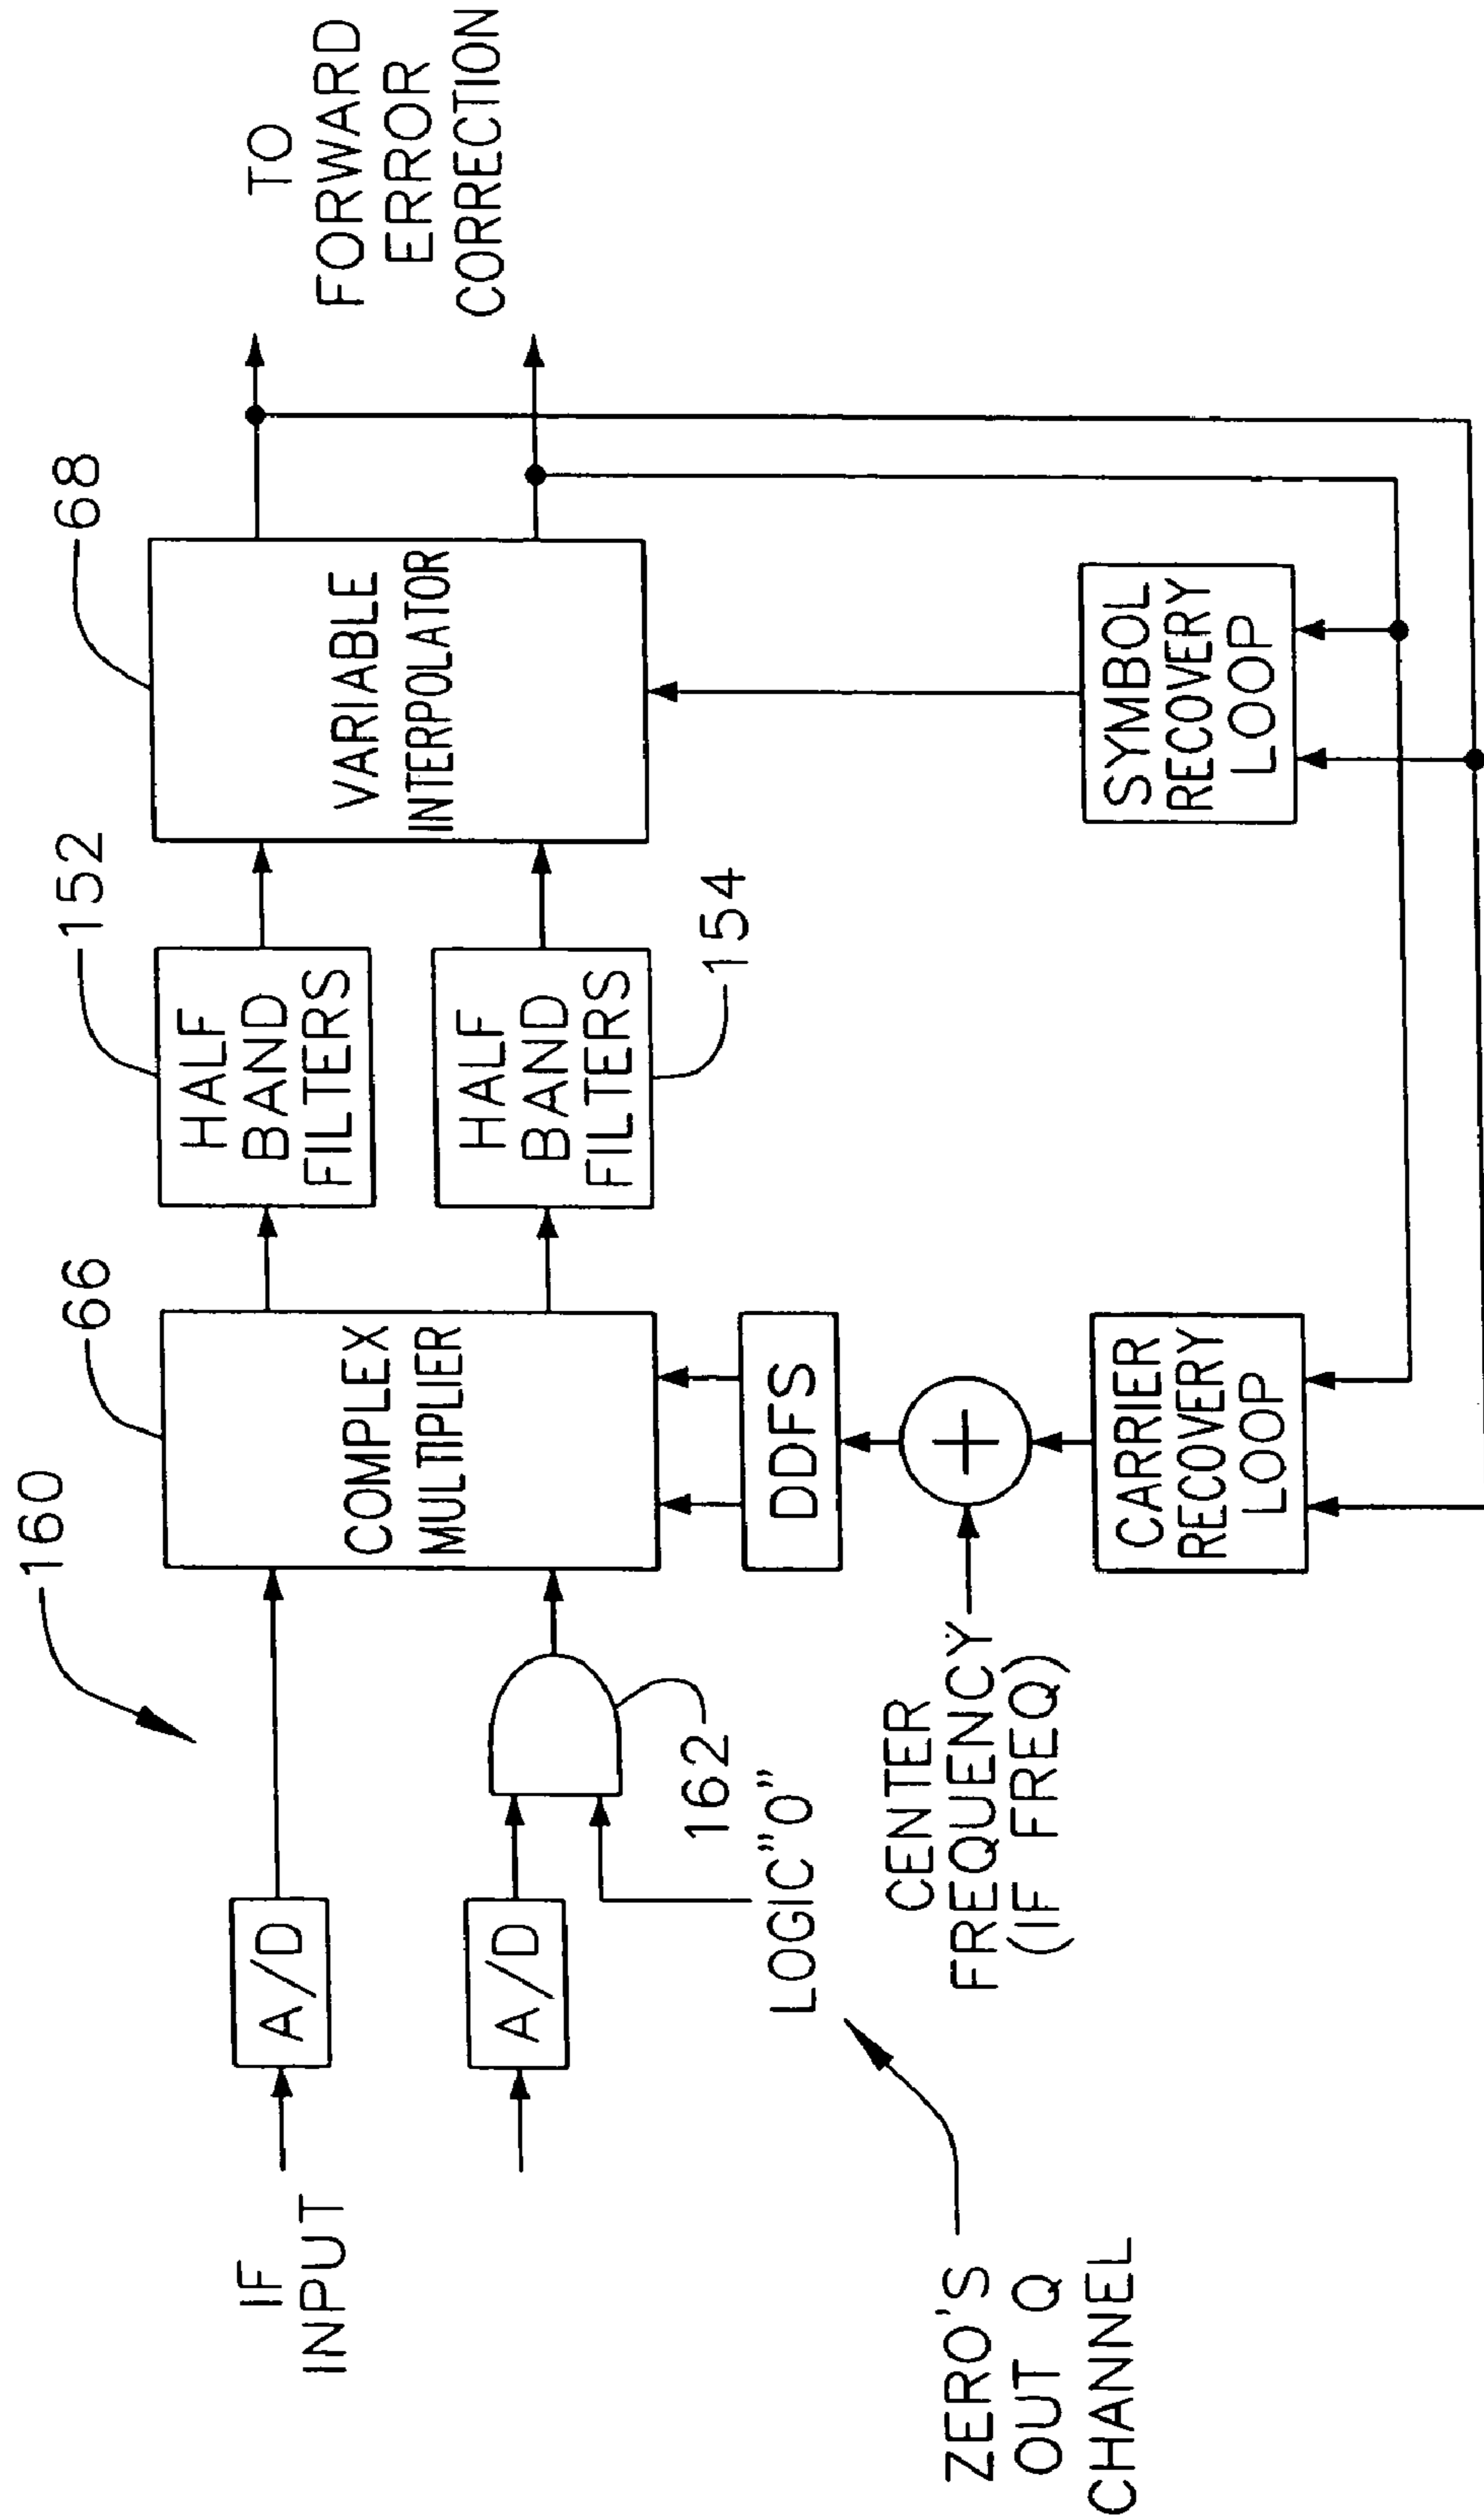 160
66
152
68
IF
INPUT
A/D
A/D
162
LOGIC"0"
ZERO'S
OUT Q
CHANNEL
COMPLEX
MULTIPLIER
HALF
BAND
FILTERS
HALF
BAND
FILTERS
154
VARIABLE
INTERPOLATOR
TO
FORWARD
ERROR
CORRECTION
DDFS
CENTER
FREQUENCY
(IF FREQ)
+
CARRIER
RECOVERY
LOOP
SYMBOL
RECOVERY
LOOP